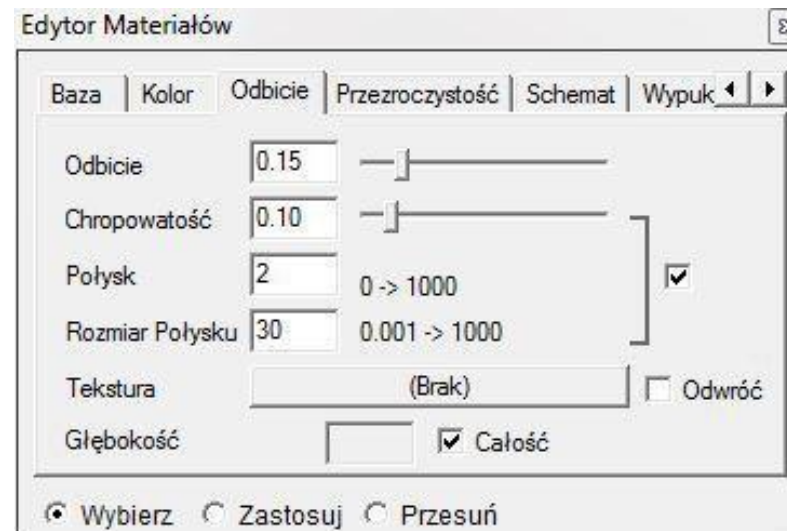 Edytor Materiałów
Baza Kolor Odbicie Przezroczystość Schemat Wypuk
Odbicie 0.15
Chropowatość 0.10
Połysk 2 0 -> 1000
Rozmiar Połysku 30 0.001 -> 1000
Tekstura (Brak) Odwróć
Głębokość Całość
Wybierz Zastosuj Przesuń